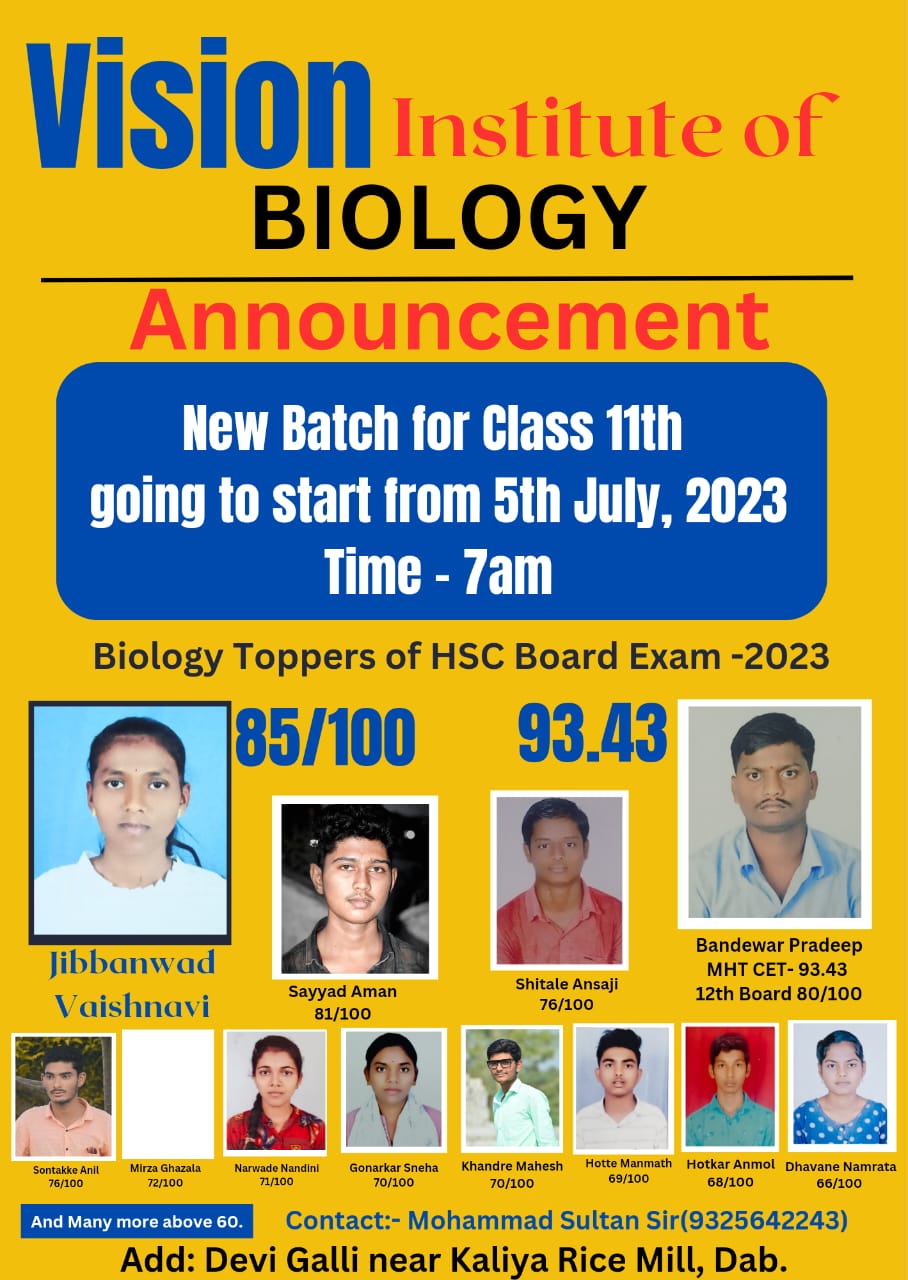 Vision Institute of
BIOLOGY
Announcement
New Batch for Class 11th
going to start from 5th July, 2023
Time - 7am
Biology Toppers of HSC Board Exam -2023
85/100
93.43
Jibbanwad
Vaishnavi
Sayyad Aman
81/100
Shitale Ansaji
76/100
Bandewar Pradeep
MHT CET- 93.43
12th Board 80/100
Sontakke Anil
76/100
Mirza Ghazala
72/100
Narwade Nandini
71/100
Gonarkar Sneha
70/100
Khandre Mahesh
70/100
Hotte Manmath
69/100
Hotkar Anmol
68/100
Dhavane Namrata
66/100
And Many more above 60.
Contact:- Mohammad Sultan Sir(9325642243)
Add: Devi Galli near Kaliya Rice Mill, Dab.